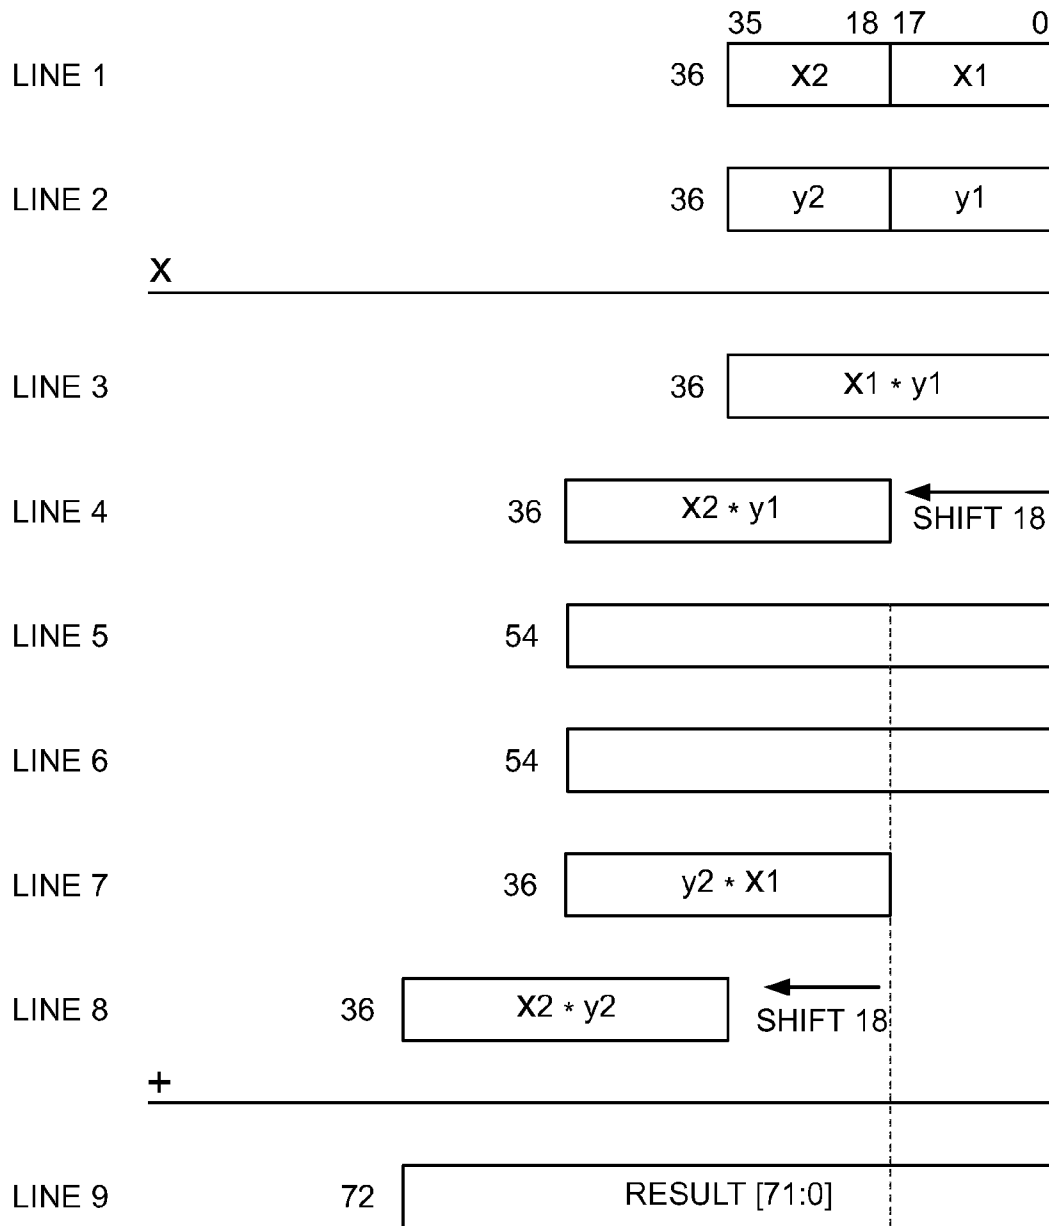 35 18 17 0
LINE 1 36 X2 X1
LINE 2 36 y2 y1
X
LINE 3 36 X1 * y1
LINE 4 36 X2 * y1 SHIFT 18
LINE 5 54
LINE 6 54
LINE 7 36 y2 * X1
LINE 8 36 X2 * y2 SHIFT 18
+
LINE 9 72 RESULT [71:0]